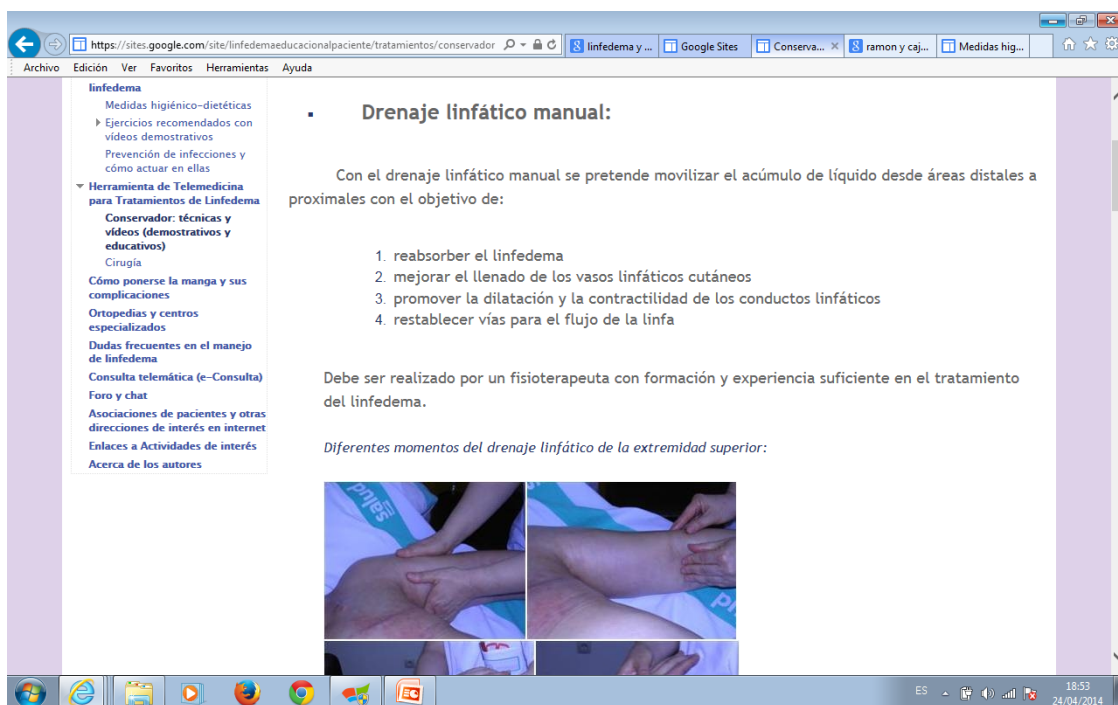 https://sites.google.com/site/linfedemaeducacionalpaciente/tratamientos/conservador
linfedema y ...
Google Sites
Conserva...
ramon y caj...
Medidas hig...
Archivo Edición Ver Favoritos Herramientas Ayuda
linfedema
Medidas higiénico-dietéticas
Ejercicios recomendados con
vídeos demostrativos
Prevención de infecciones y
cómo actuar en ellas
Herramienta de Telemedicina
para Tratamientos de Linfedema
Conservador: técnicas y
vídeos (demostrativos y
educativos)
Cirugía
Cómo ponerse la manga y sus
complicaciones
Ortopedias y centros
especializados
Dudas frecuentes en el manejo
de linfedema
Consulta telemática (e-Consulta)
Foro y chat
Asociaciones de pacientes y otras
direcciones de interés en internet
Enlaces a Actividades de interés
Acerca de los autores
Drenaje linfático manual:
Con el drenaje linfático manual se pretende movilizar el acúmulo de líquido desde áreas distales a
proximales con el objetivo de:
1. reabsorber el linfedema
2. mejorar el llenado de los vasos linfáticos cutáneos
3. promover la dilatación y la contractilidad de los conductos linfáticos
4. restablecer vías para el flujo de la linfa
Debe ser realizado por un fisioterapeuta con formación y experiencia suficiente en el tratamiento
del linfedema.
Diferentes momentos del drenaje linfático de la extremidad superior:
salud
ES
18:53
24/04/2014